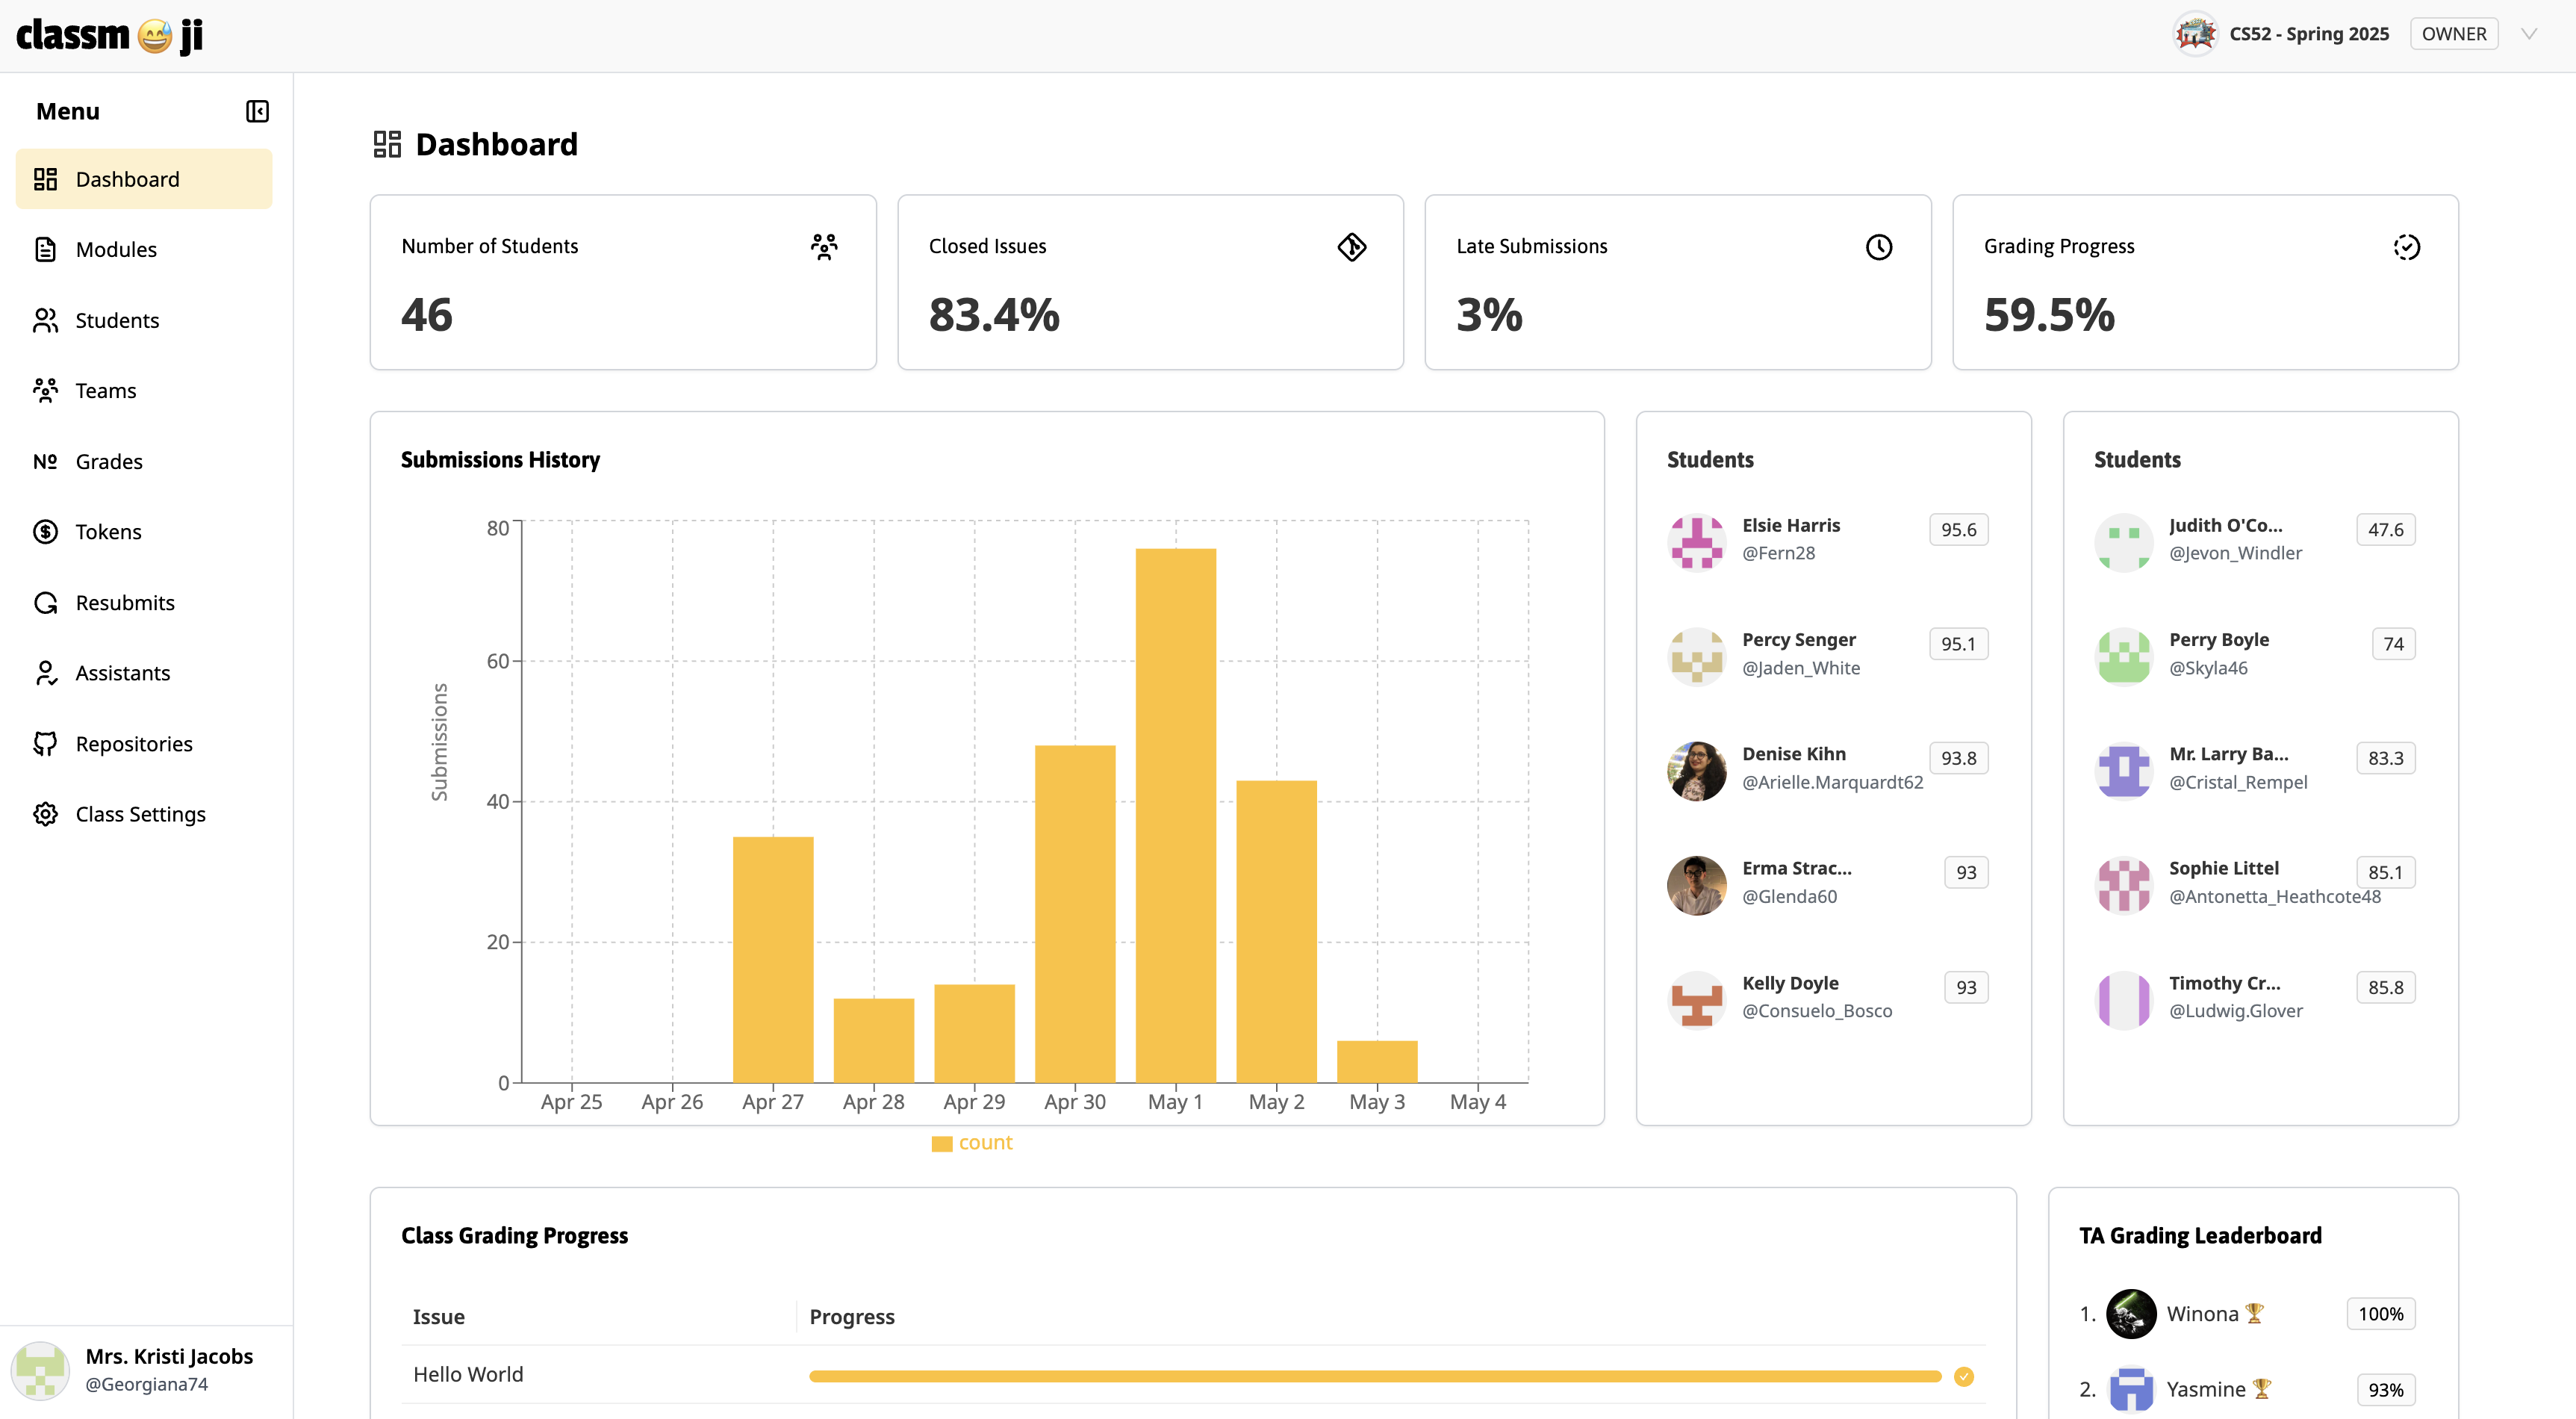 classm😅ji
CS52 - Spring 2025
OWNER
Menu
Dashboard
Modules
Students
Teams
Nº Grades
Tokens
Resubmits
Assistants
Repositories
Class Settings
Mrs. Kristi Jacobs
@Georgiana74
Dashboard
Number of Students
46
Closed Issues
83.4%
Late Submissions
3%
Grading Progress
59.5%
Submissions History
80
60
40
20
0
Submissions
Apr 25
Apr 26
Apr 27
Apr 28
Apr 29
Apr 30
May 1
May 2
May 3
May 4
count
Students
Elsie Harris
95.6
@Fern28
Percy Senger
95.1
@Jaden_White
Denise Kihn
93.8
@Arielle.Marquardt62
Erma Strac...
93
@Glenda60
Kelly Doyle
93
@Consuelo_Bosco
Students
Judith O'Co...
47.6
@Jevon_Windler
Perry Boyle
74
@Skyla46
Mr. Larry Ba...
83.3
@Cristal_Rempel
Sophie Littel
85.1
@Antonetta_Heathcote48
Timothy Cr...
85.8
@Ludwig.Glover
Class Grading Progress
Issue
Progress
Hello World
TA Grading Leaderboard
1. Winona 🏆 100%
2. Yasmine 🏆 93%